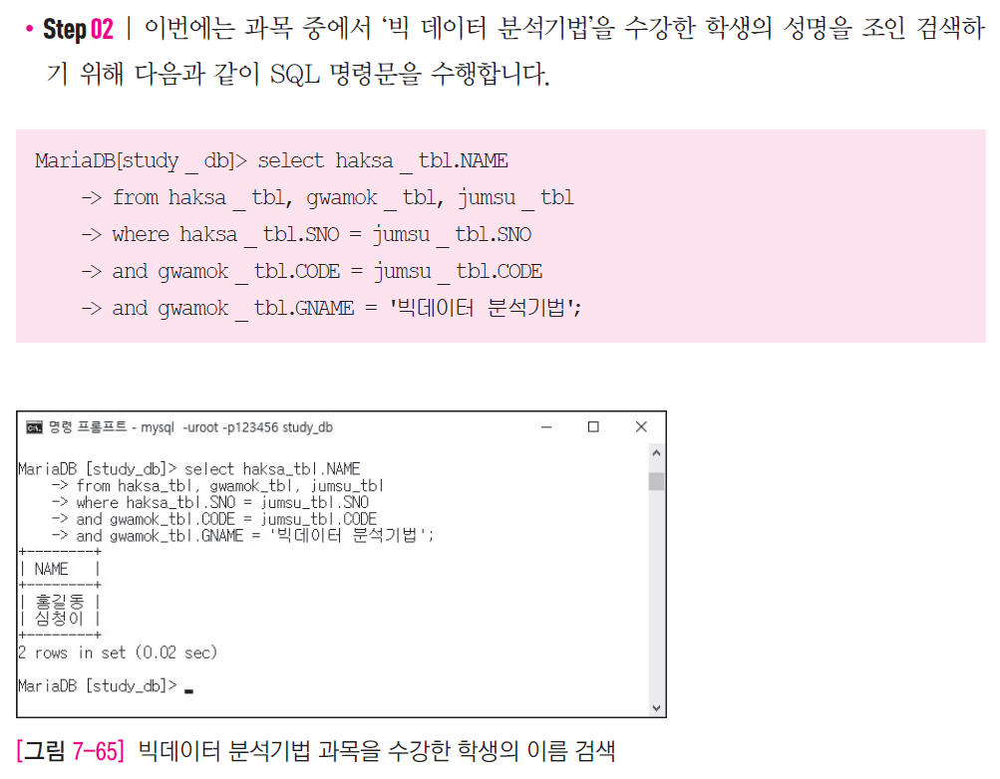 • Step 02 | 이번에는 과목 중에서 ‘빅 데이터 분석기법’을 수강한 학생의 성명을 조인 검색하
기 위해 다음과 같이 SQL 명령문을 수행합니다.
MariaDB[study _ db]> select haksa _ tbl.NAME
-> from haksa _ tbl, gwamok _ tbl, jumsu _ tbl
-> where haksa _ tbl.SNO = jumsu _ tbl.SNO
-> and gwamok _ tbl.CODE = jumsu _ tbl.CODE
-> and gwamok _ tbl.GNAME = '빅데이터 분석기법';
명령 프롬프트 - mysql -uroot -p123456 study_db
MariaDB [study_db]> select haksa_tbl.NAME
-> from haksa_tbl, gwamok_tbl, jumsu_tbl
-> where haksa_tbl.SNO = jumsu_tbl.SNO
-> and gwamok_tbl.CODE = jumsu_tbl.CODE
-> and gwamok_tbl.GNAME = '빅데이터 분석기법';
+--------+
| NAME   |
+--------+
| 홍길동 |
| 심청이 |
+--------+
2 rows in set (0.02 sec)
MariaDB [study_db]> _
[그림 7-65] 빅데이터 분석기법 과목을 수강한 학생의 이름 검색